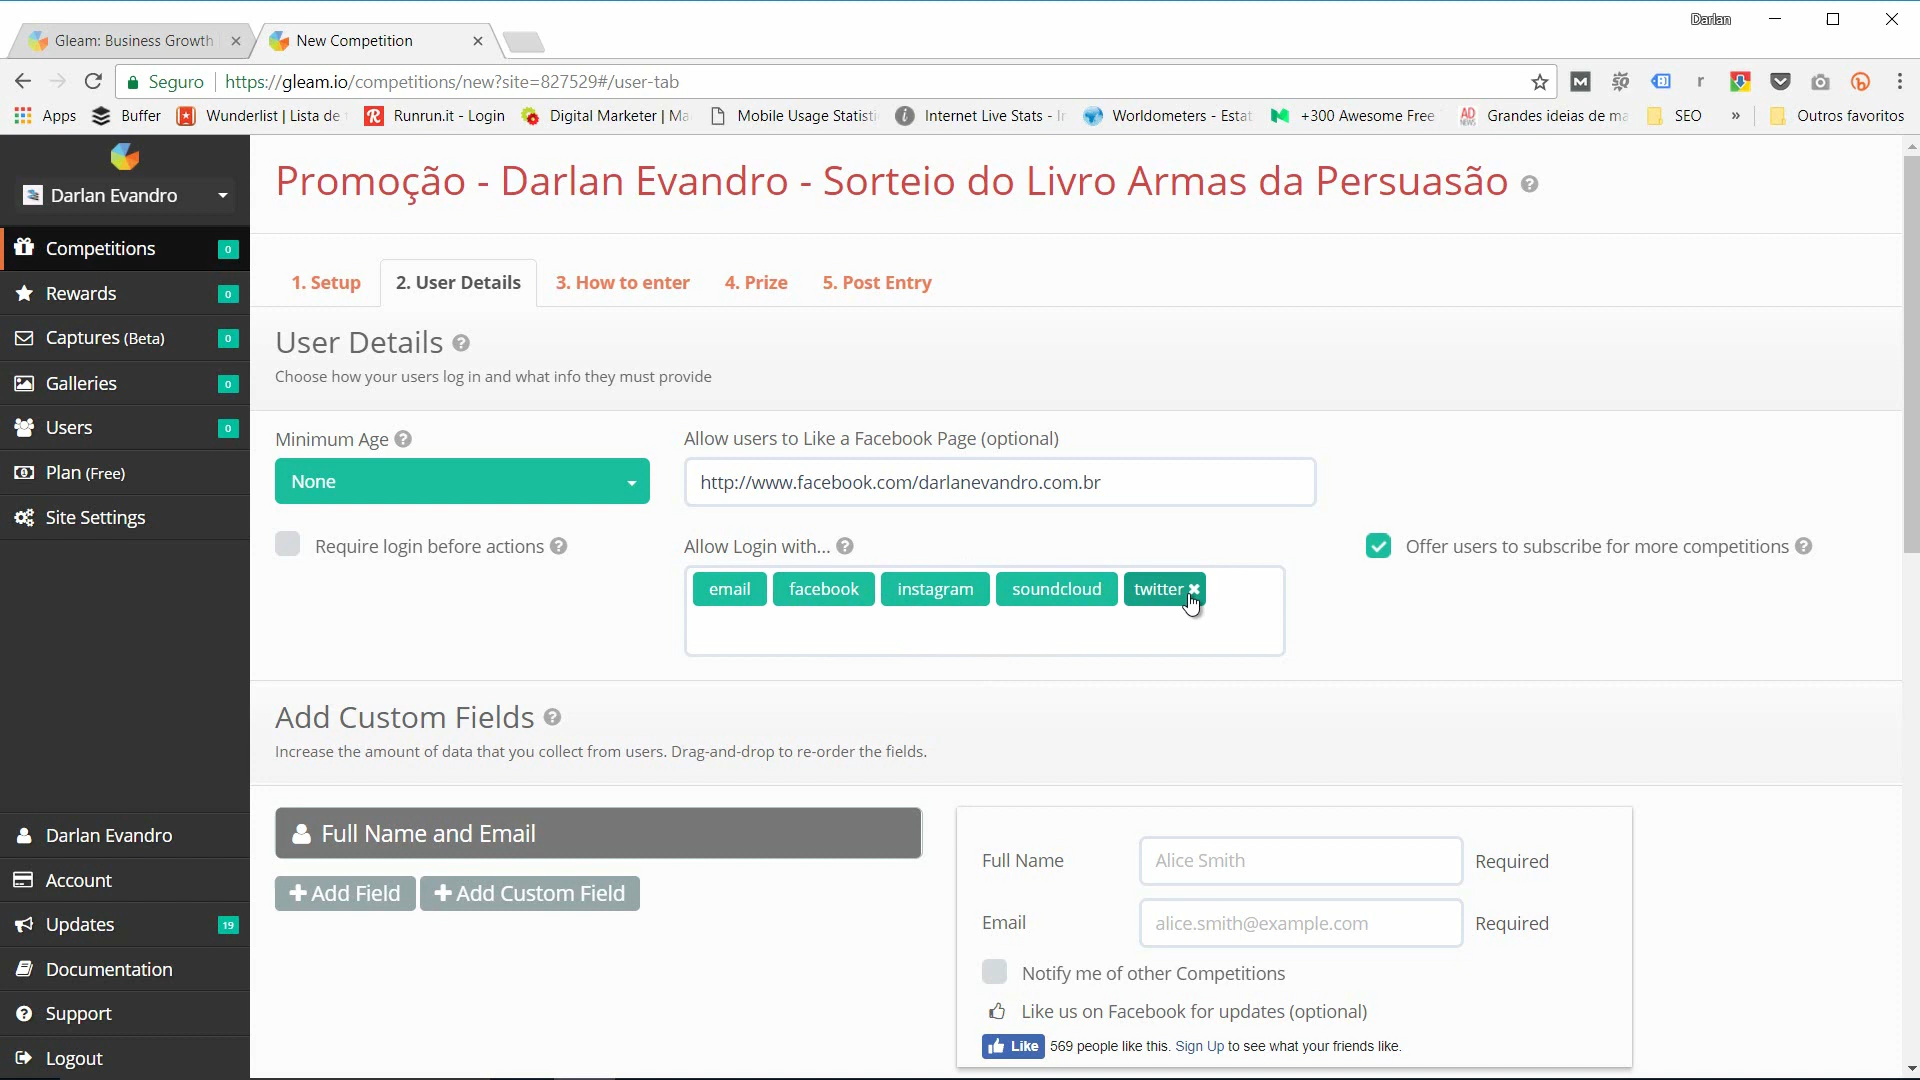 Darlan
Gleam: Business Growth
New Competition
Seguro
https://gleam.io/competitions/new?site=827529#/user-tab
Apps
Buffer
Wunderlist | Lista de
Runrun.it - Login
Digital Marketer | Ma
Mobile Usage Statisti
Internet Live Stats - I
Worldometers - Estat
+300 Awesome Free
Grandes ideias de ma
SEO
»
Outros favoritos
Darlan Evandro
Competitions 0
Rewards 0
Captures (Beta) 0
Galleries 0
Users 0
Plan (Free)
Site Settings
Darlan Evandro
Account
Updates 19
Documentation
Support
Logout
Promoção - Darlan Evandro - Sorteio do Livro Armas da Persuasão
1. Setup
2. User Details
3. How to enter
4. Prize
5. Post Entry
User Details
Choose how your users log in and what info they must provide
Minimum Age
None
Allow users to Like a Facebook Page (optional)
http://www.facebook.com/darlanevandro.com.br
Require login before actions
Allow Login with...
email
facebook
instagram
soundcloud
twitter
Offer users to subscribe for more competitions
Add Custom Fields
Increase the amount of data that you collect from users. Drag-and-drop to re-order the fields.
Full Name and Email
+ Add Field
+ Add Custom Field
Full Name
Alice Smith
Required
Email
alice.smith@example.com
Required
Notify me of other Competitions
Like us on Facebook for updates (optional)
Like
569 people like this. Sign Up to see what your friends like.